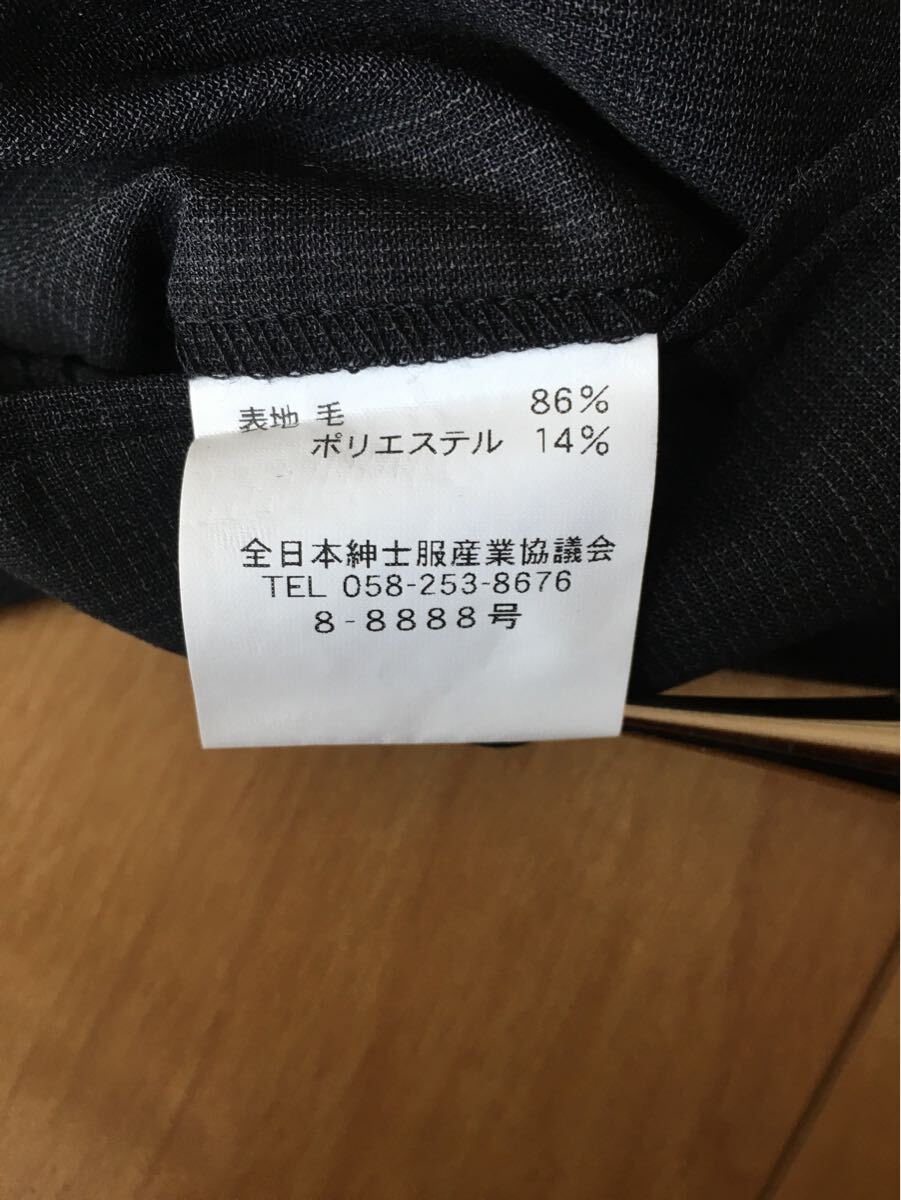 表地 毛 86%
ポリエステル 14%
全日本紳士服産業協議会
TEL 058-253-8676
8-8888号